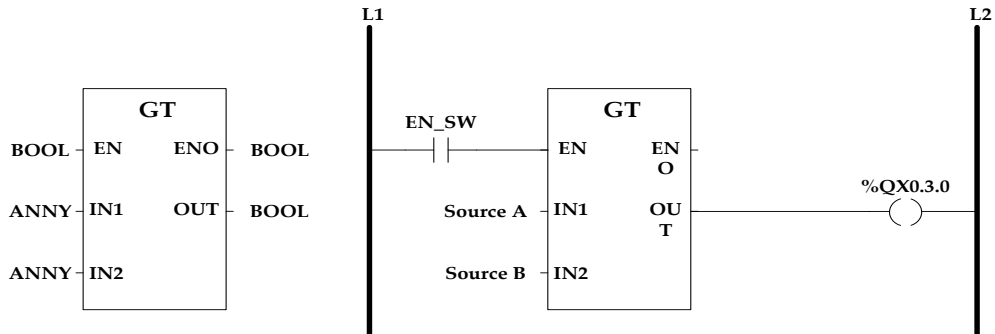 L1
L2
GT
BOOL
EN
ENO
BOOL
ANNY
IN1
OUT
BOOL
ANNY
IN2
EN_SW
GT
EN
EN
O
Source A
IN1
OU
T
%QX0.3.0
Source B
IN2